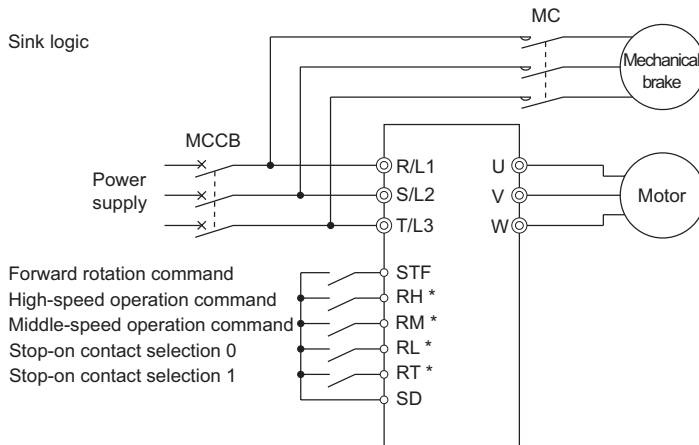 Sink logic
MC
Mechanical
brake
MCCB
Power
supply
R/L1
S/L2
T/L3
U
V
W
Motor
Forward rotation command
High-speed operation command
Middle-speed operation command
Stop-on contact selection 0
Stop-on contact selection 1
STF
RH *
RM *
RL *
RT *
SD